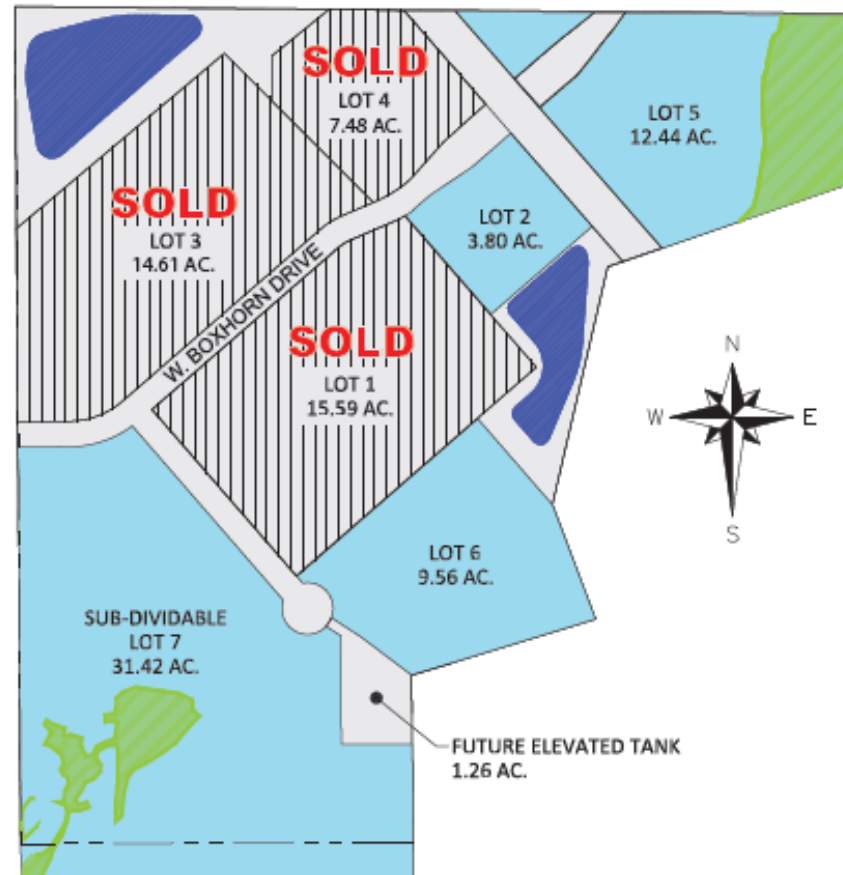 SOLD
LOT 4
7.48 AC.
LOT 5
12.44 AC.
SOLD
LOT 3
14.61 AC.
LOT 2
3.80 AC.
W. BOXHORN DRIVE
SOLD
LOT 1
15.59 AC.
N
W
E
S
LOT 6
9.56 AC.
SUB-DIVIDABLE
LOT 7
31.42 AC.
FUTURE ELEVATED TANK
1.26 AC.